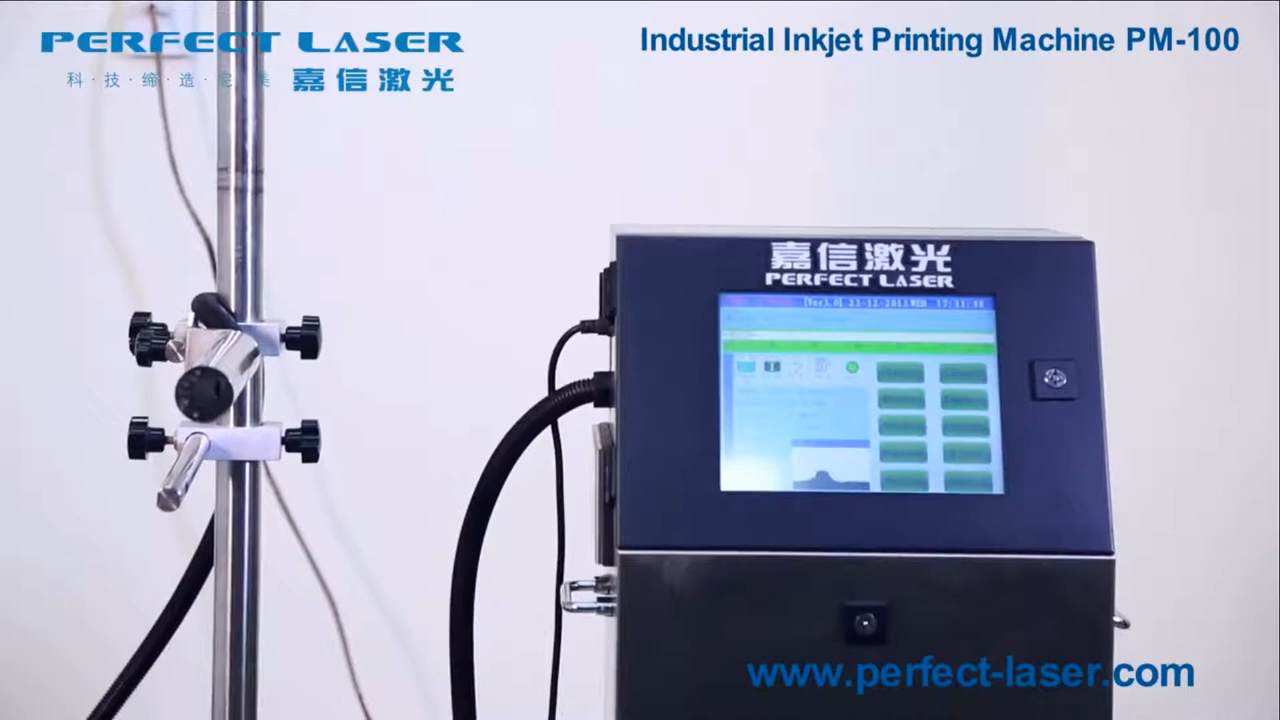 PERFECT LASER
Industrial Inkjet Printing Machine PM-100
科·技·缔·造·完·美
嘉信激光
嘉信激光
PERFECT LASER
www.perfect-laser.com